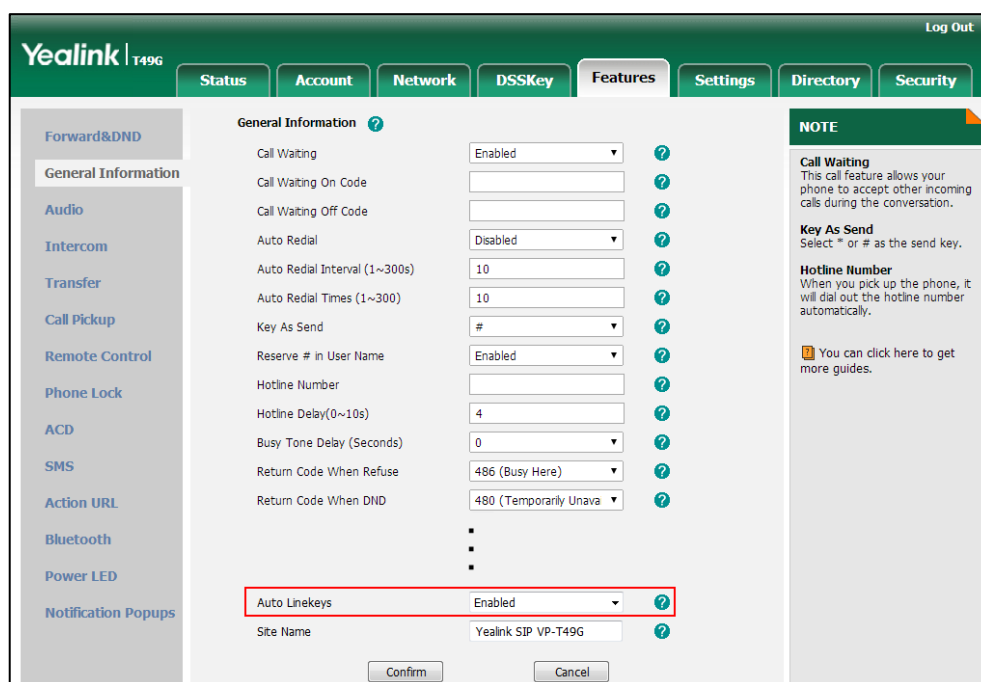 Log Out
Yealink | T49G
Status Account Network DSSKey Features Settings Directory Security
Forward&DND
General Information
Audio
Intercom
Transfer
Call Pickup
Remote Control
Phone Lock
ACD
SMS
Action URL
Bluetooth
Power LED
Notification Popups
General Information ?
Call Waiting Enabled ?
Call Waiting On Code ?
Call Waiting Off Code ?
Auto Redial Disabled ?
Auto Redial Interval (1~300s) 10 ?
Auto Redial Times (1~300) 10 ?
Key As Send # ?
Reserve # in User Name Enabled ?
Hotline Number ?
Hotline Delay(0~10s) 4 ?
Busy Tone Delay (Seconds) 0 ?
Return Code When Refuse 486 (Busy Here) ?
Return Code When DND 480 (Temporarily Unava ?
Auto Linekeys Enabled ?
Site Name Yealink SIP VP-T49G ?
Confirm Cancel
NOTE
Call Waiting
This call feature allows your
phone to accept other incoming
calls during the conversation.
Key As Send
Select * or # as the send key.
Hotline Number
When you pick up the phone, it
will dial out the hotline number
automatically.
? You can click here to get
more guides.